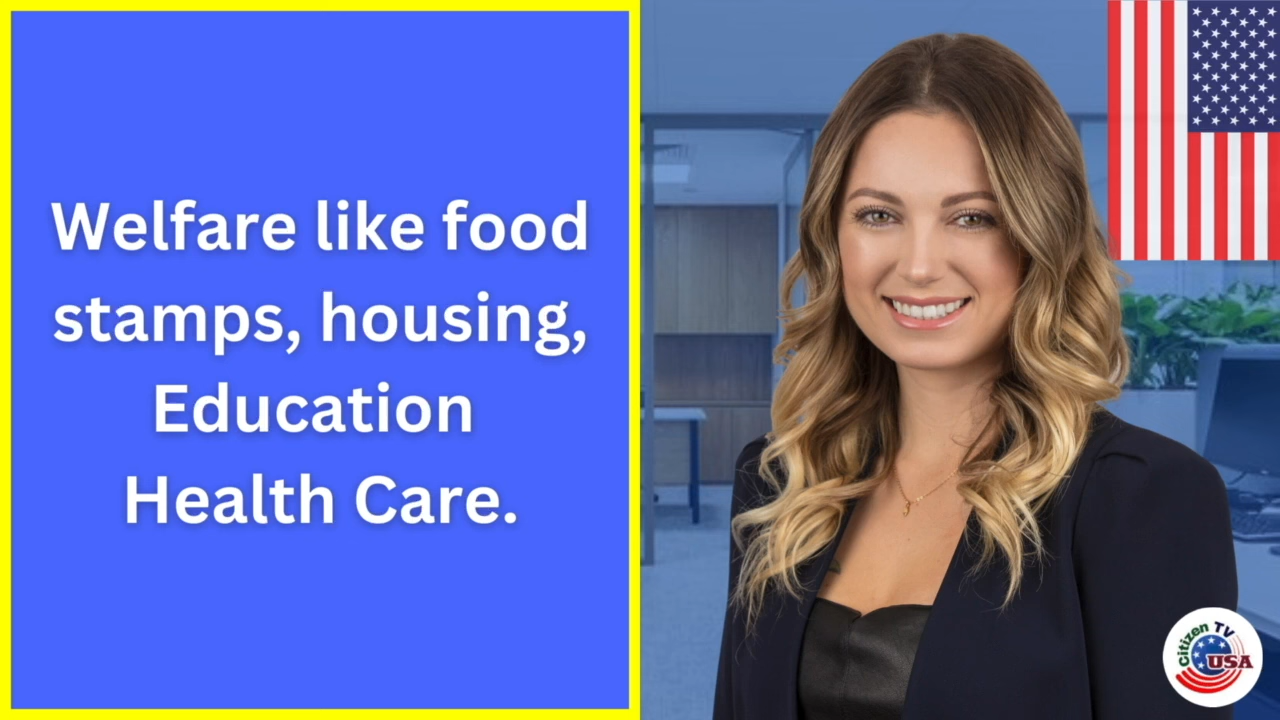 Welfare like food
stamps, housing,
Education
Health Care.
Citizen TV
USA